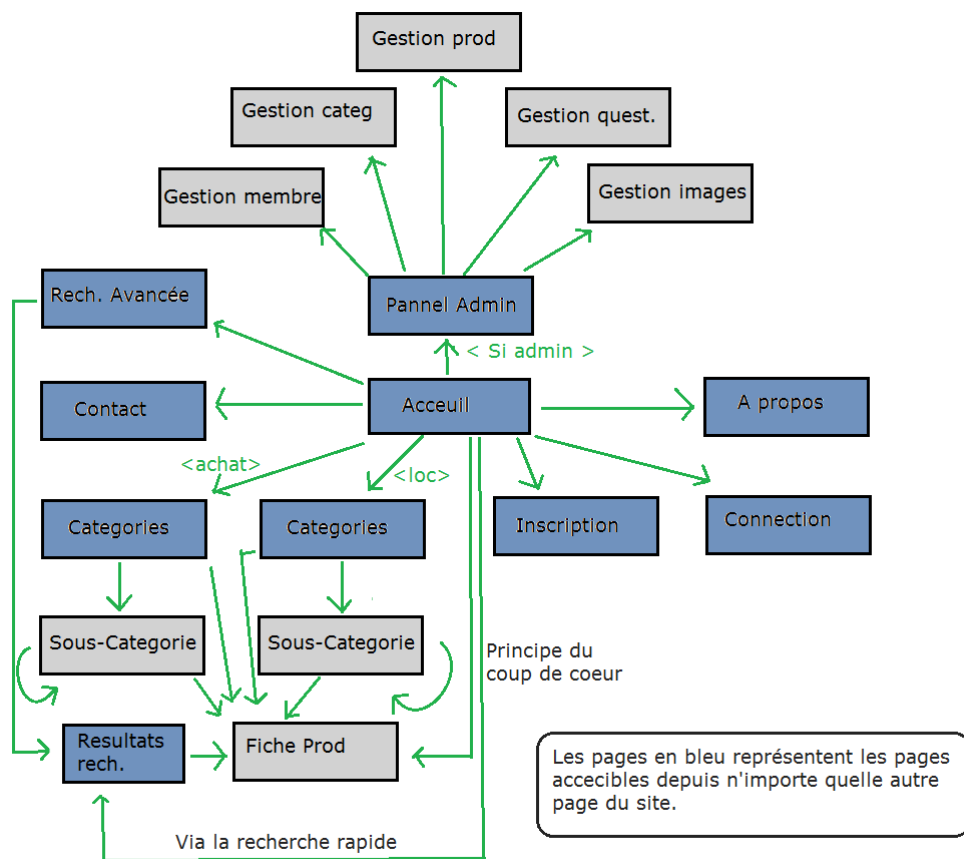 Gestion prod
Gestion categ
Gestion quest.
Gestion membre
Gestion images
Rech. Avancée
Pannel Admin
< Si admin >
Contact
Acceuil
A propos
<achat>
<loc>
Categories
Categories
Inscription
Connection
Sous-Categorie
Sous-Categorie
Principe du
coup de coeur
Resultats
rech.
Fiche Prod
Les pages en bleu représentent les pages
accecibles depuis n'importe quelle autre
page du site.
Via la recherche rapide